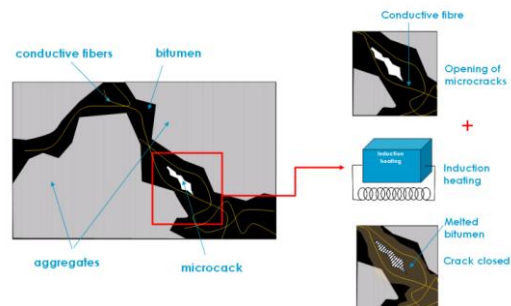 conductive fibers
bitumen
aggregates
microcack
Conductive fibre
Opening of
microcracks
+
Induction
heating
Induction
heating
Melted
bitumen
Crack closed